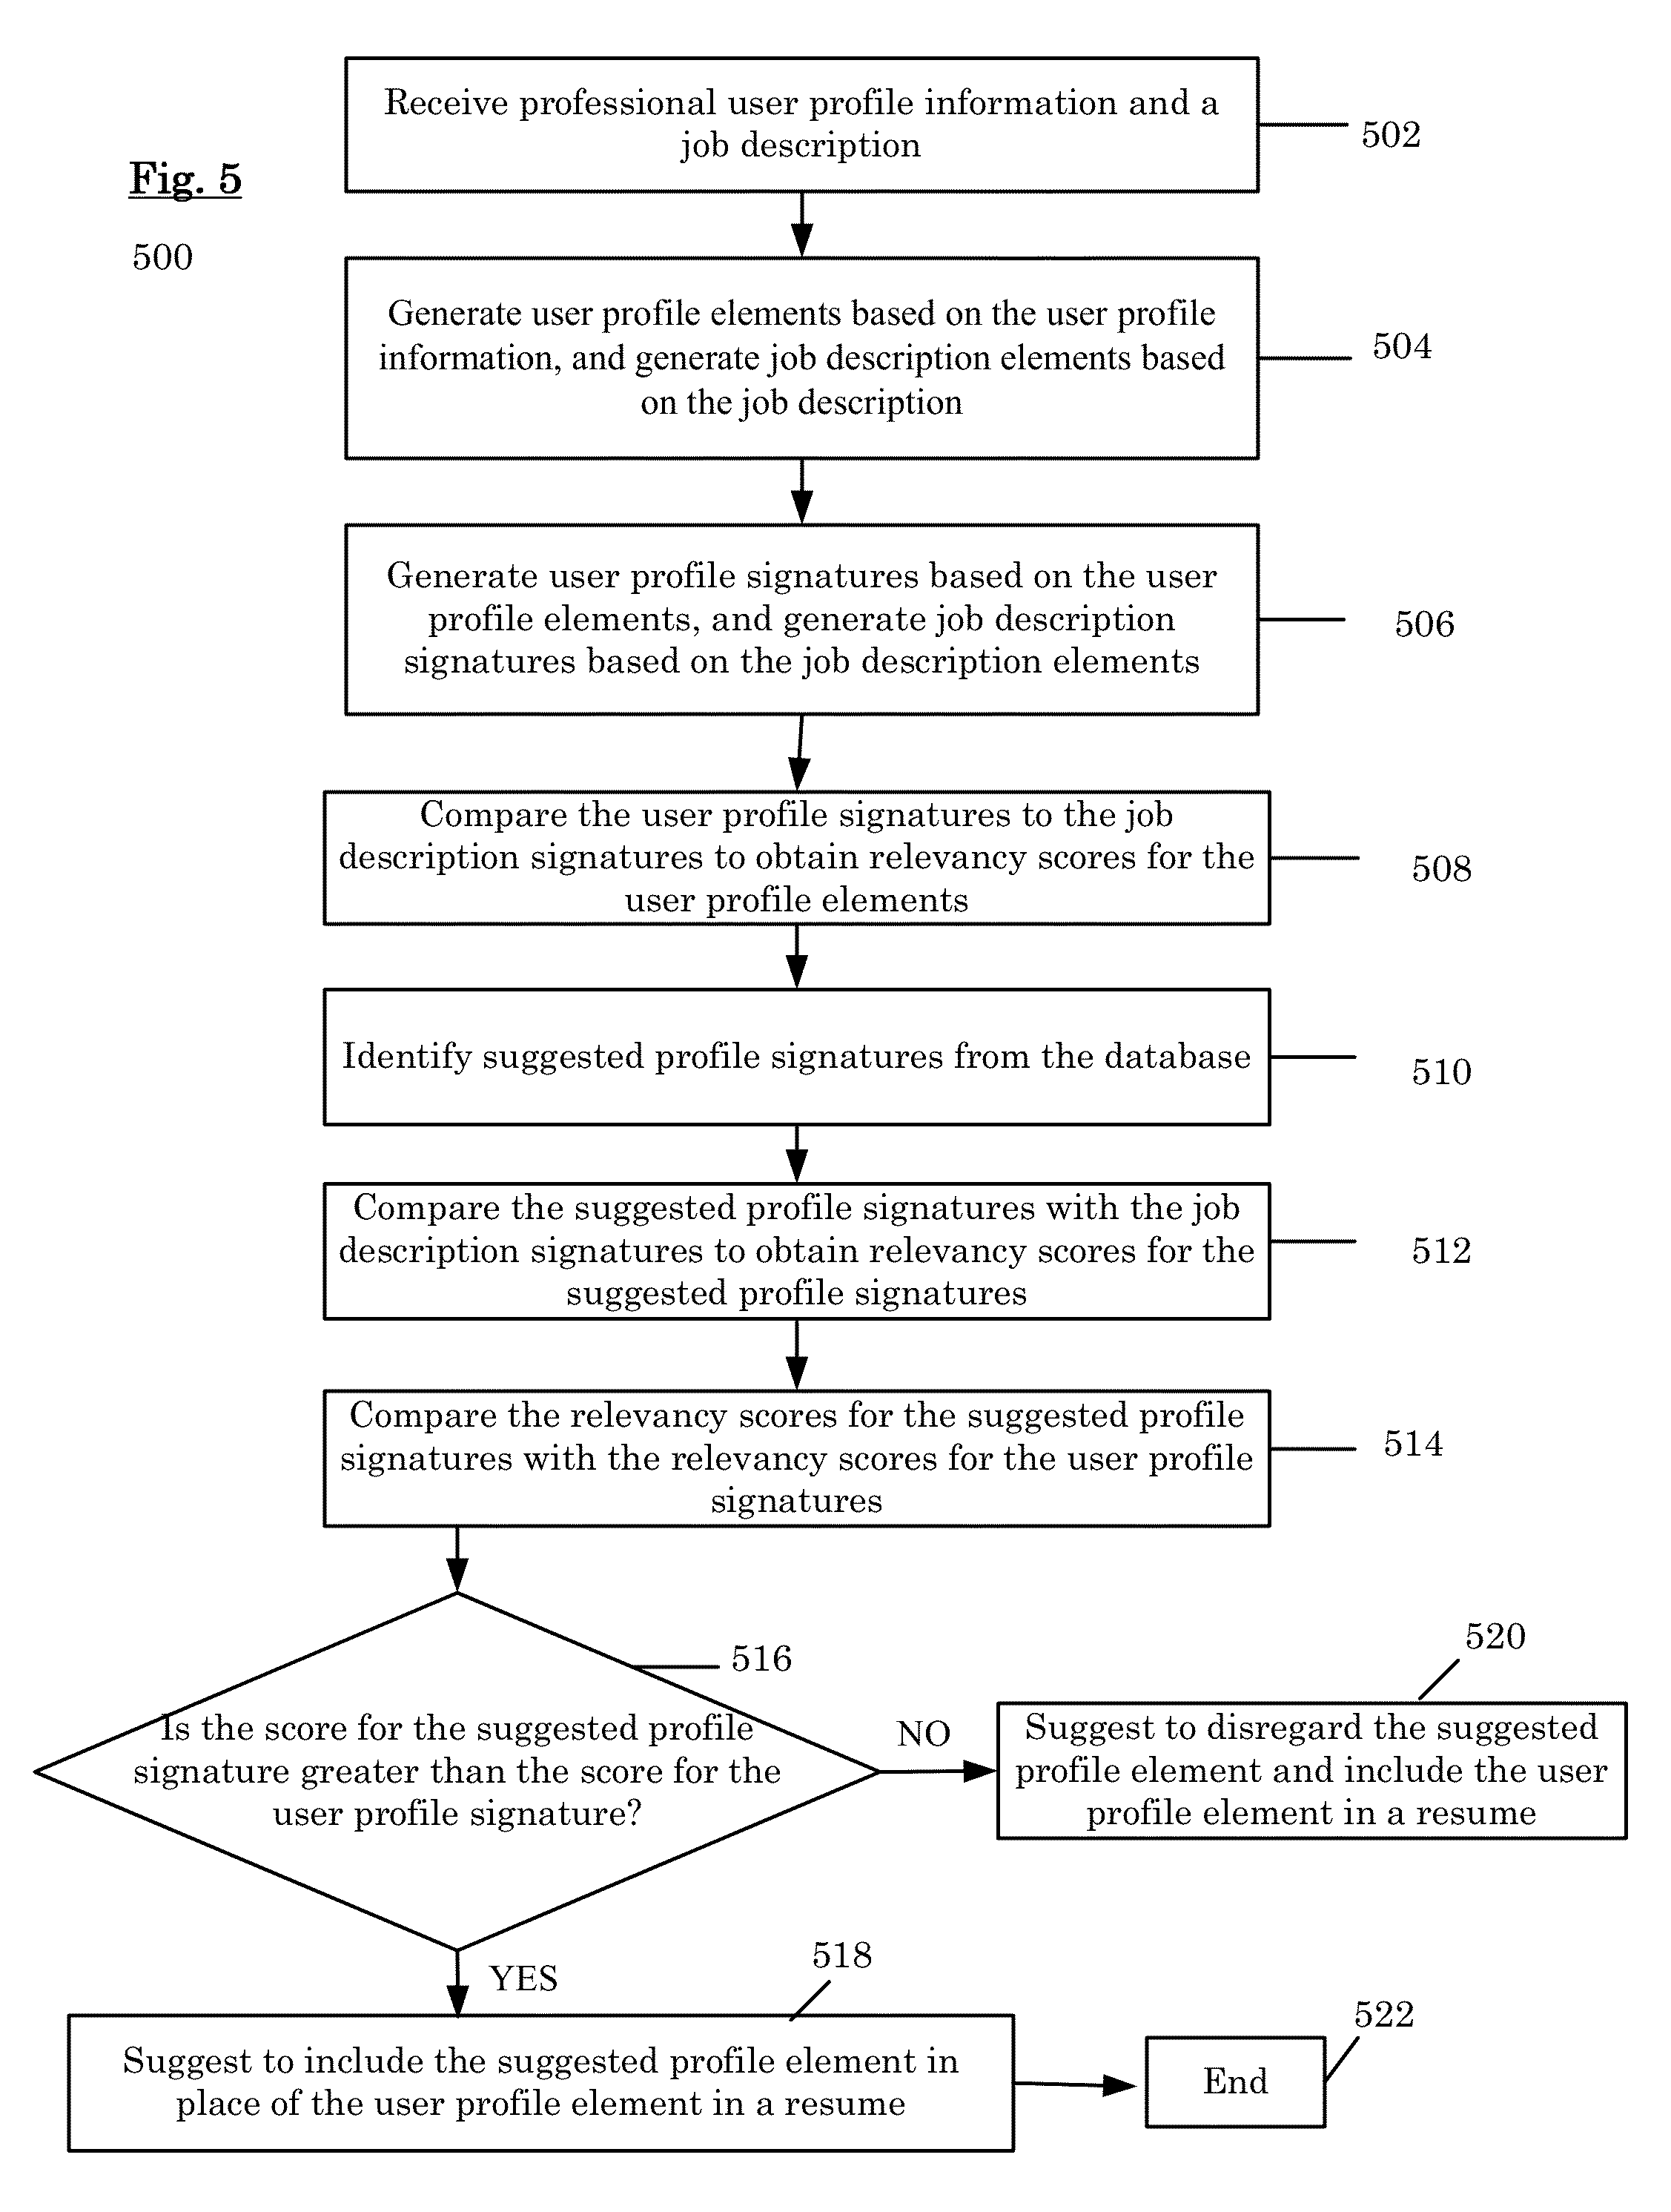 Receive professional user profile information and a
job description
502
Fig. 5
500
Generate user profile elements based on the user profile
information, and generate job description elements based
on the job description
504
Generate user profile signatures based on the user
profile elements, and generate job description
signatures based on the job description elements
506
Compare the user profile signatures to the job
description signatures to obtain relevancy scores for the
user profile elements
508
Identify suggested profile signatures from the database
510
Compare the suggested profile signatures with the job
description signatures to obtain relevancy scores for the
suggested profile signatures
512
Compare the relevancy scores for the suggested profile
signatures with the relevancy scores for the user profile
signatures
514
516
Is the score for the suggested profile
signature greater than the score for the
user profile signature?
NO
520
Suggest to disregard the suggested
profile element and include the user
profile element in a resume
YES
518
Suggest to include the suggested profile element in
place of the user profile element in a resume
522
End